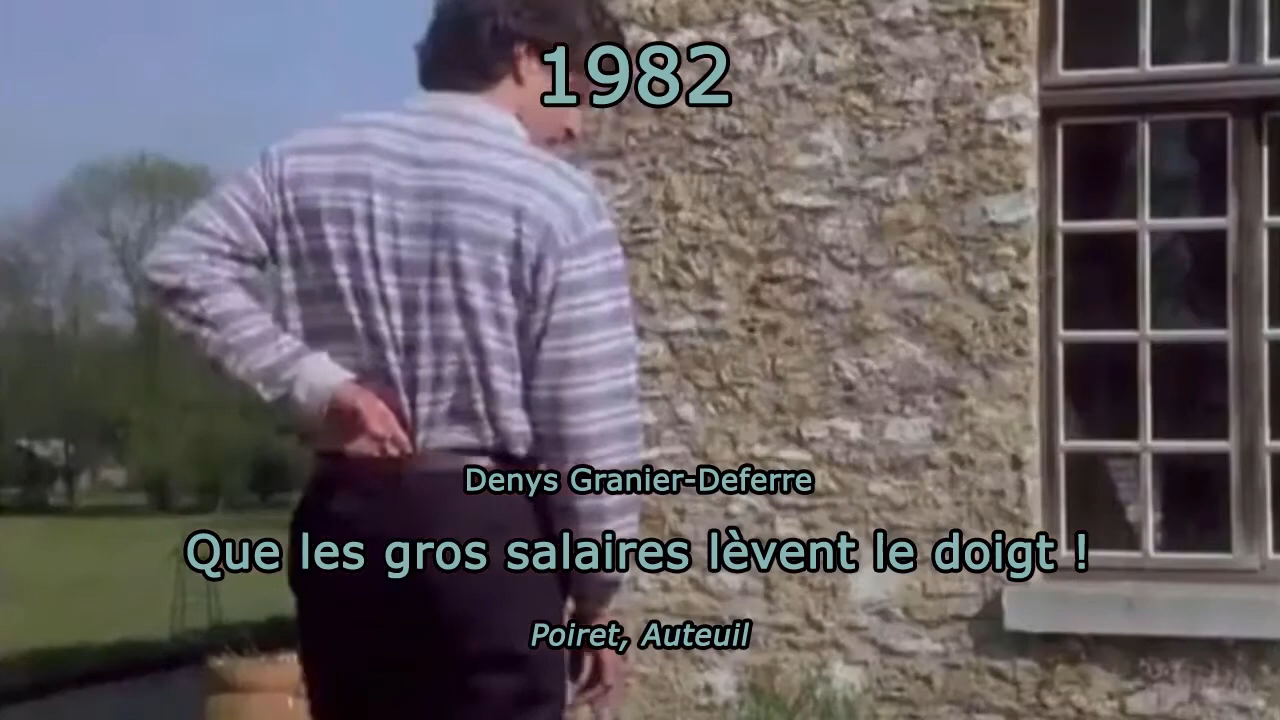 1982
Denys Granier-Deferre
Que les gros salaires lèvent le doigt !
Poiret, Auteuil